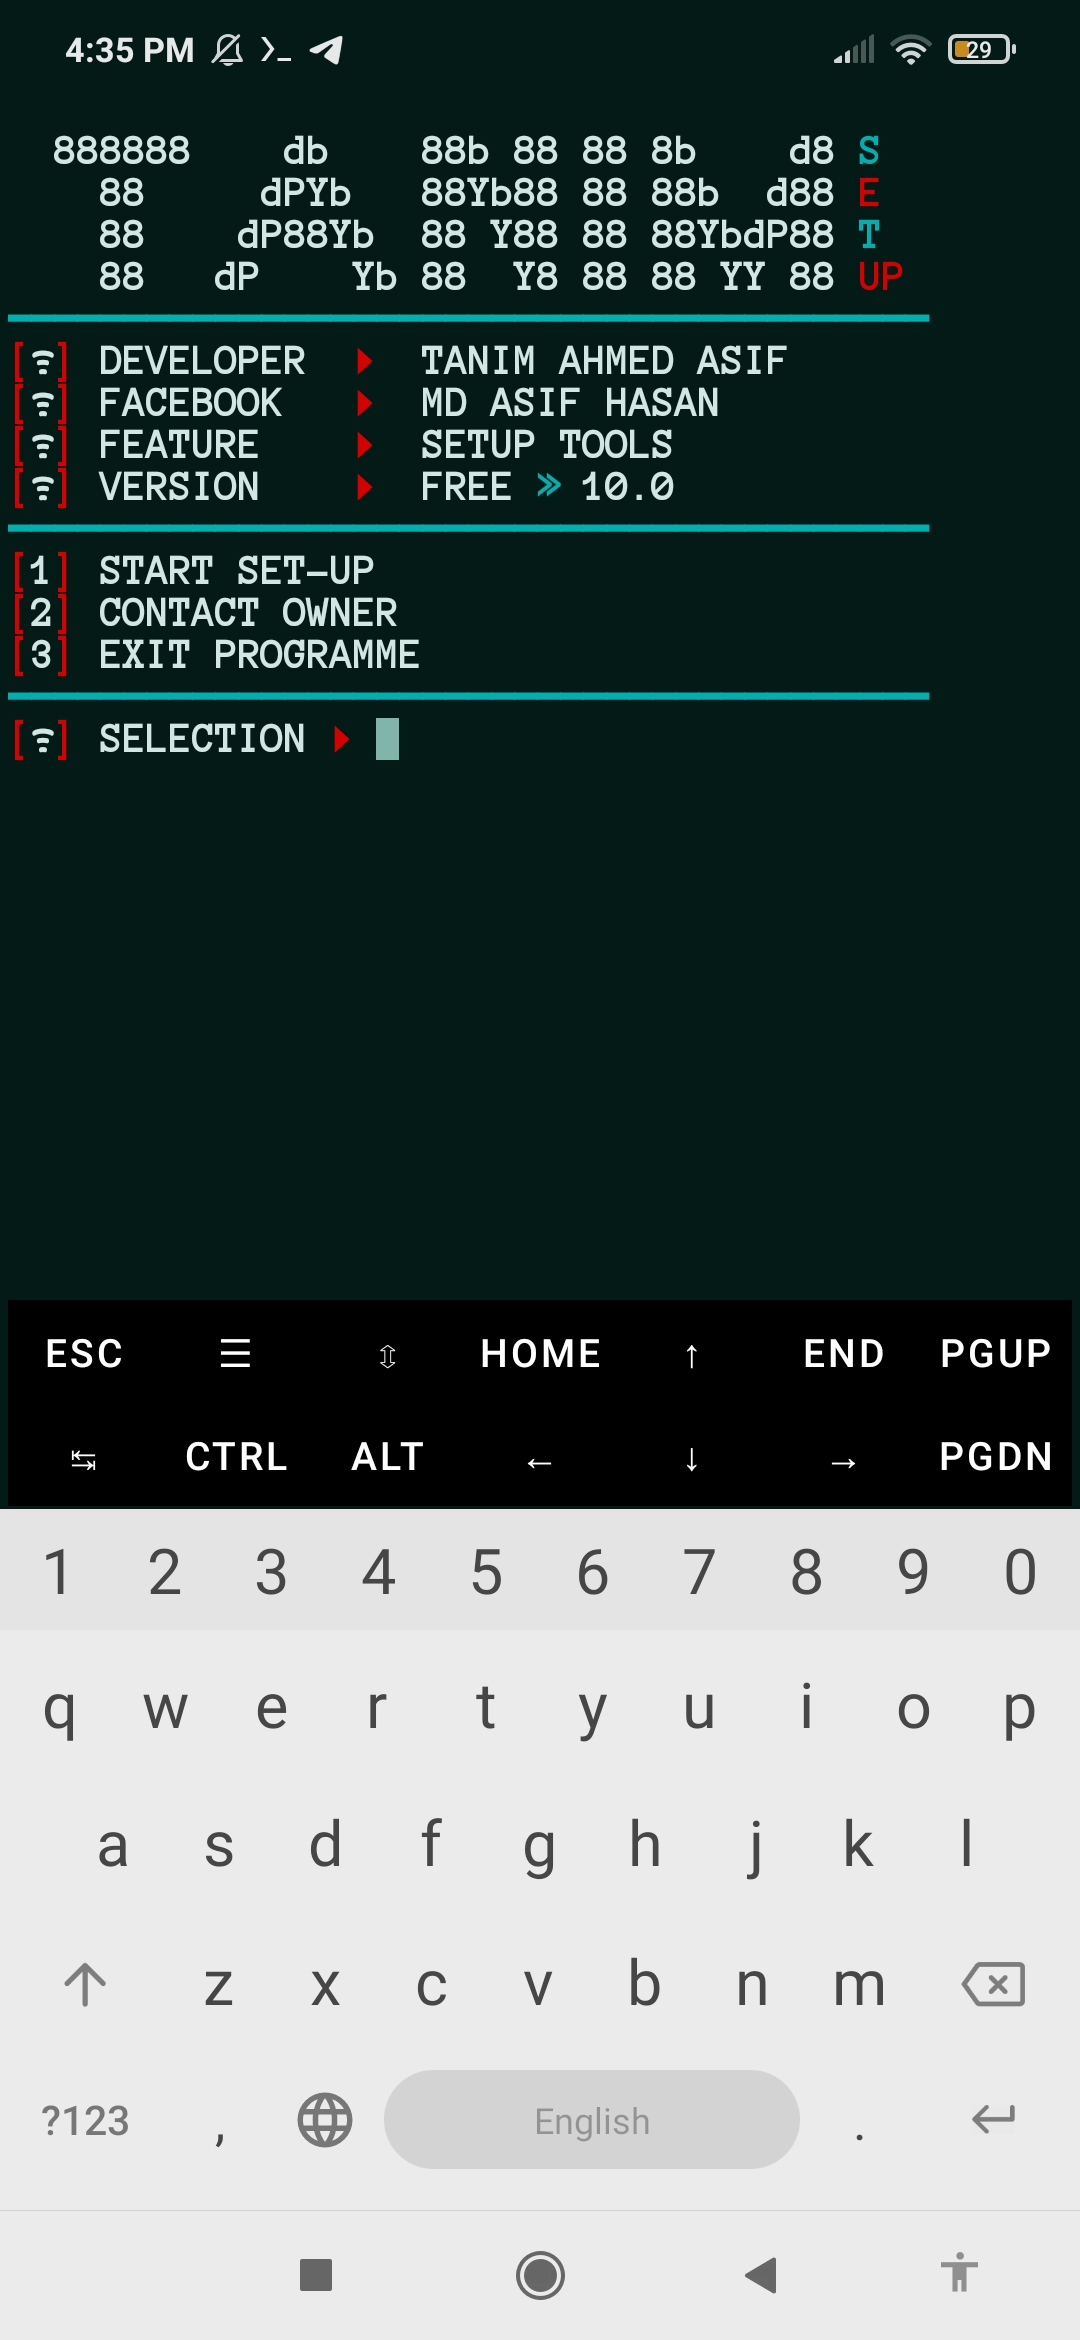 4:35 PM 29
888888    db    88b 88 88 8b    d8 S
88     dPYb   88Yb88 88 88b  d88 E
88    dP88Yb  88 Y88 88 88YbdP88 T
88   dP    Yb 88  Y8 88 88 YY 88 UP
[] DEVELOPER TANIM AHMED ASIF
[] FACEBOOK MD ASIF HASAN
[] FEATURE SETUP TOOLS
[] VERSION FREE » 10.0
[1] START SET-UP
[2] CONTACT OWNER
[3] EXIT PROGRAMME
[] SELECTION
ESC ☰ ⇳ HOME ↑ END PGUP
↹ CTRL ALT ← ↓ → PGDN
1 2 3 4 5 6 7 8 9 0
q w e r t y u i o p
a s d f g h j k l
z x c v b n m
?123 , English .